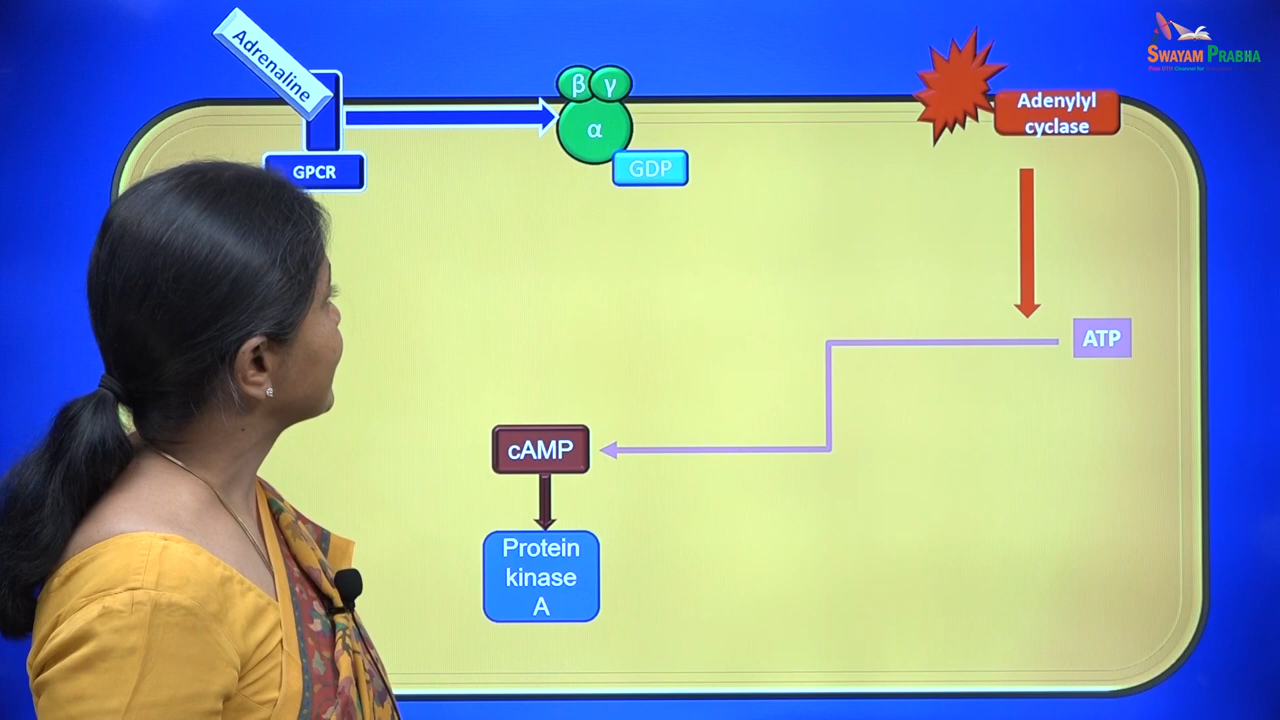 Adrenaline
GPCR
β γ
α
GDP
Adenylyl
cyclase
SWAYAM PRABHA
ATP
cAMP
Protein
kinase
A